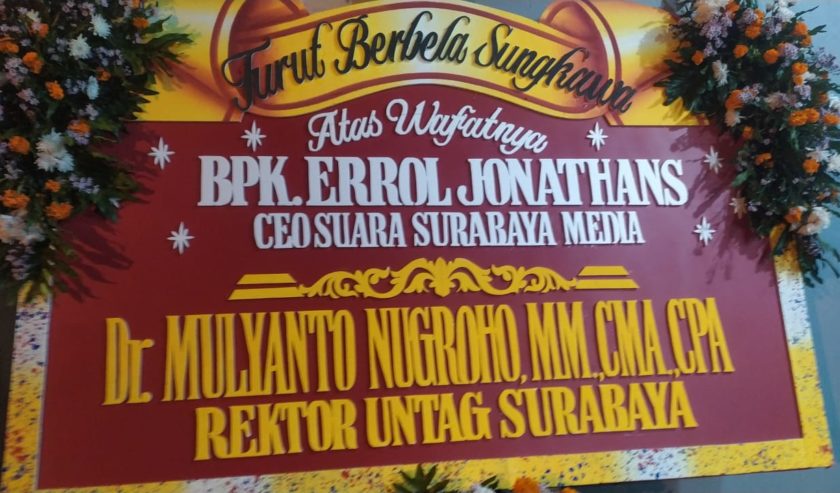 Turut Berbela Sungkawa
Atas Wafatnya
BPK. ERROL JONATHANS
CEO SUARA SURABAYA MEDIA
Dr. MULYANTO NUGROHO, MM.,CMA.,CPA
REKTOR UNTAG SURABAYA